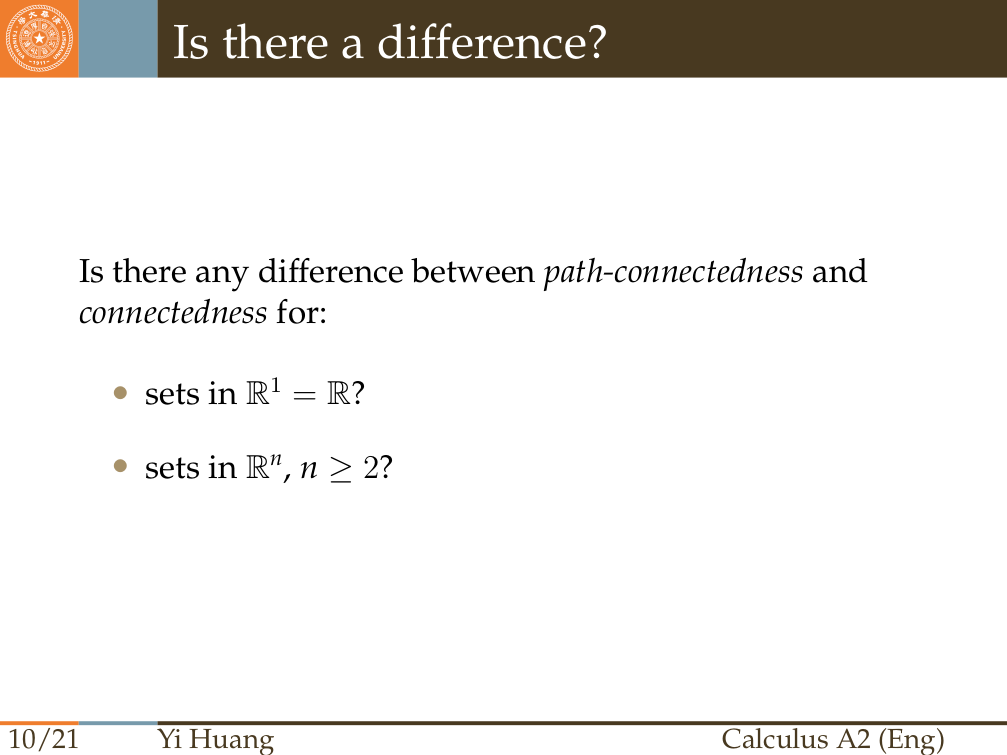 Is there a difference?
Is there any difference between path-connectedness and
connectedness for:
• sets in ℝ¹ = ℝ?
• sets in ℝⁿ, n ≥ 2?
10/21 Yi Huang Calculus A2 (Eng)